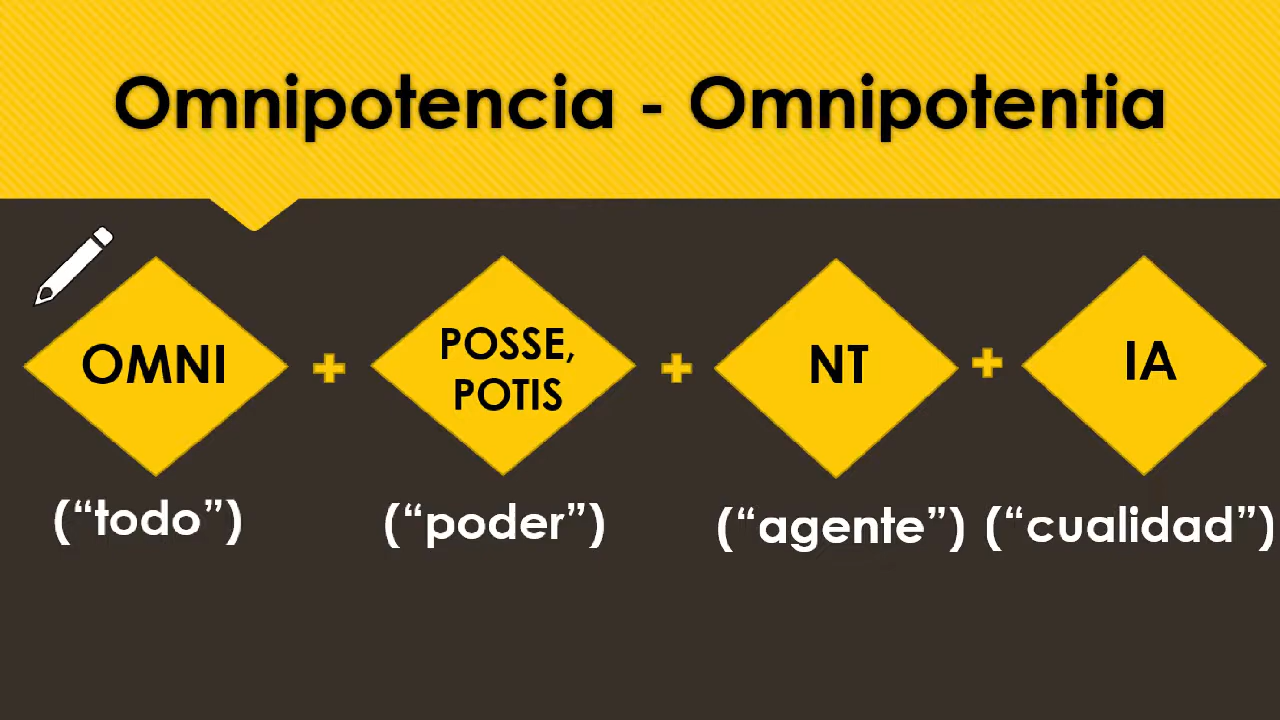 Omnipotencia - Omnipotentia
OMNI + POSSE, POTIS + NT + IA
(“todo”) (“poder”) (“agente”) (“cualidad”)